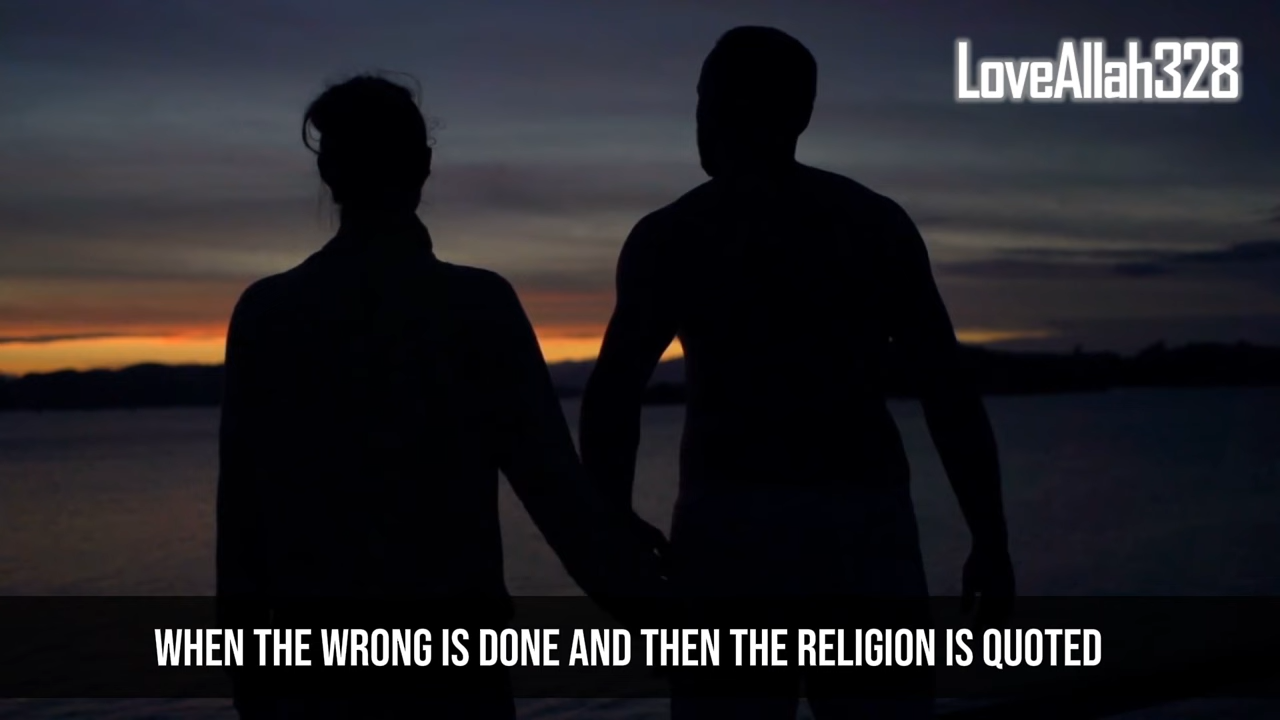 LoveAllah328
WHEN THE WRONG IS DONE AND THEN THE RELIGION IS QUOTED